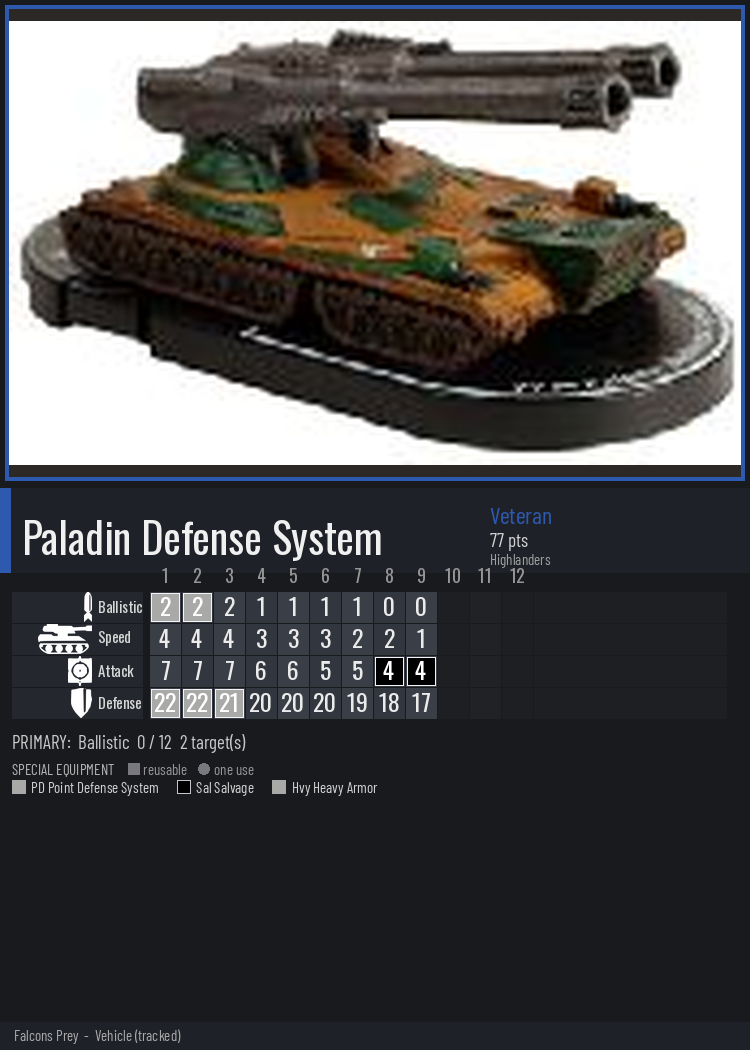 Paladin Defense System
Veteran
77 pts
Highlanders
1 2 3 4 5 6 7 8 9 10 11 12
Ballistic 2 2 2 1 1 1 1 0 0
Speed 4 4 4 3 3 3 2 2 1
Attack 7 7 7 6 6 5 5 4 4
Defense 22 22 21 20 20 20 19 18 17
PRIMARY: Ballistic 0 / 12 2 target(s)
SPECIAL EQUIPMENT reusable one use
PD Point Defense System Sal Salvage Hvy Heavy Armor
Falcons Prey - Vehicle (tracked)